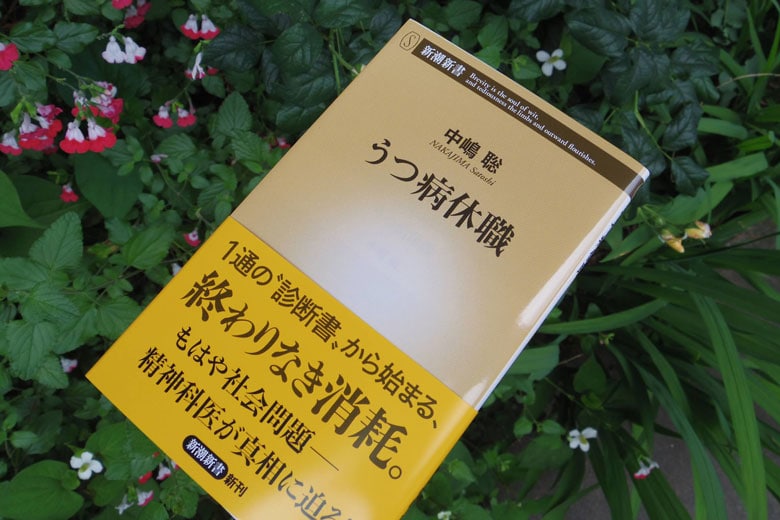 S
新潮新書
Brevity is the soul of wit,
and tediousness the limbs and outward flourishes.
中嶋 聡
NAKAJIMA Satoshi
うつ病休職
1通の〝診断書〟から始まる、
終わりなき消耗。
もはや社会問題―
精神科医が真相に迫る
新潮新書 新刊